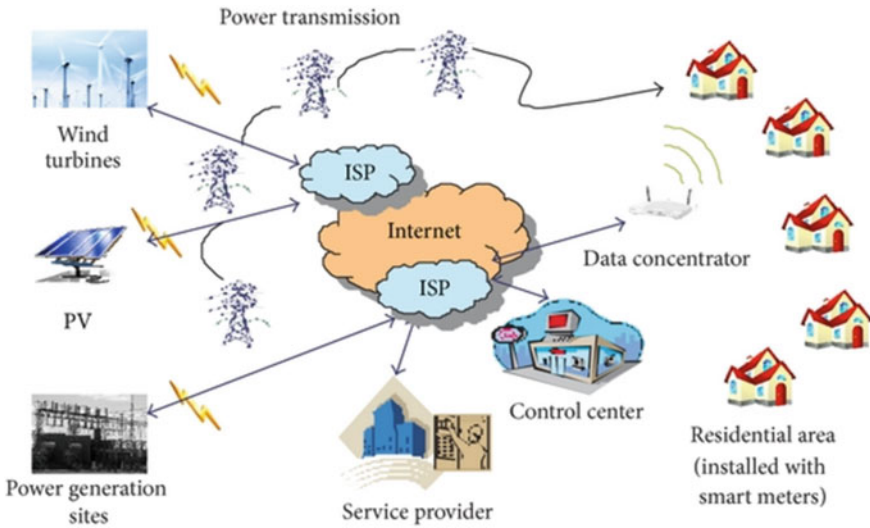 Power transmission
Wind
turbines
ISP
Internet
PV
ISP
Data concentrator
Control center
Power generation
sites
Service provider
Residential area
(installed with
smart meters)